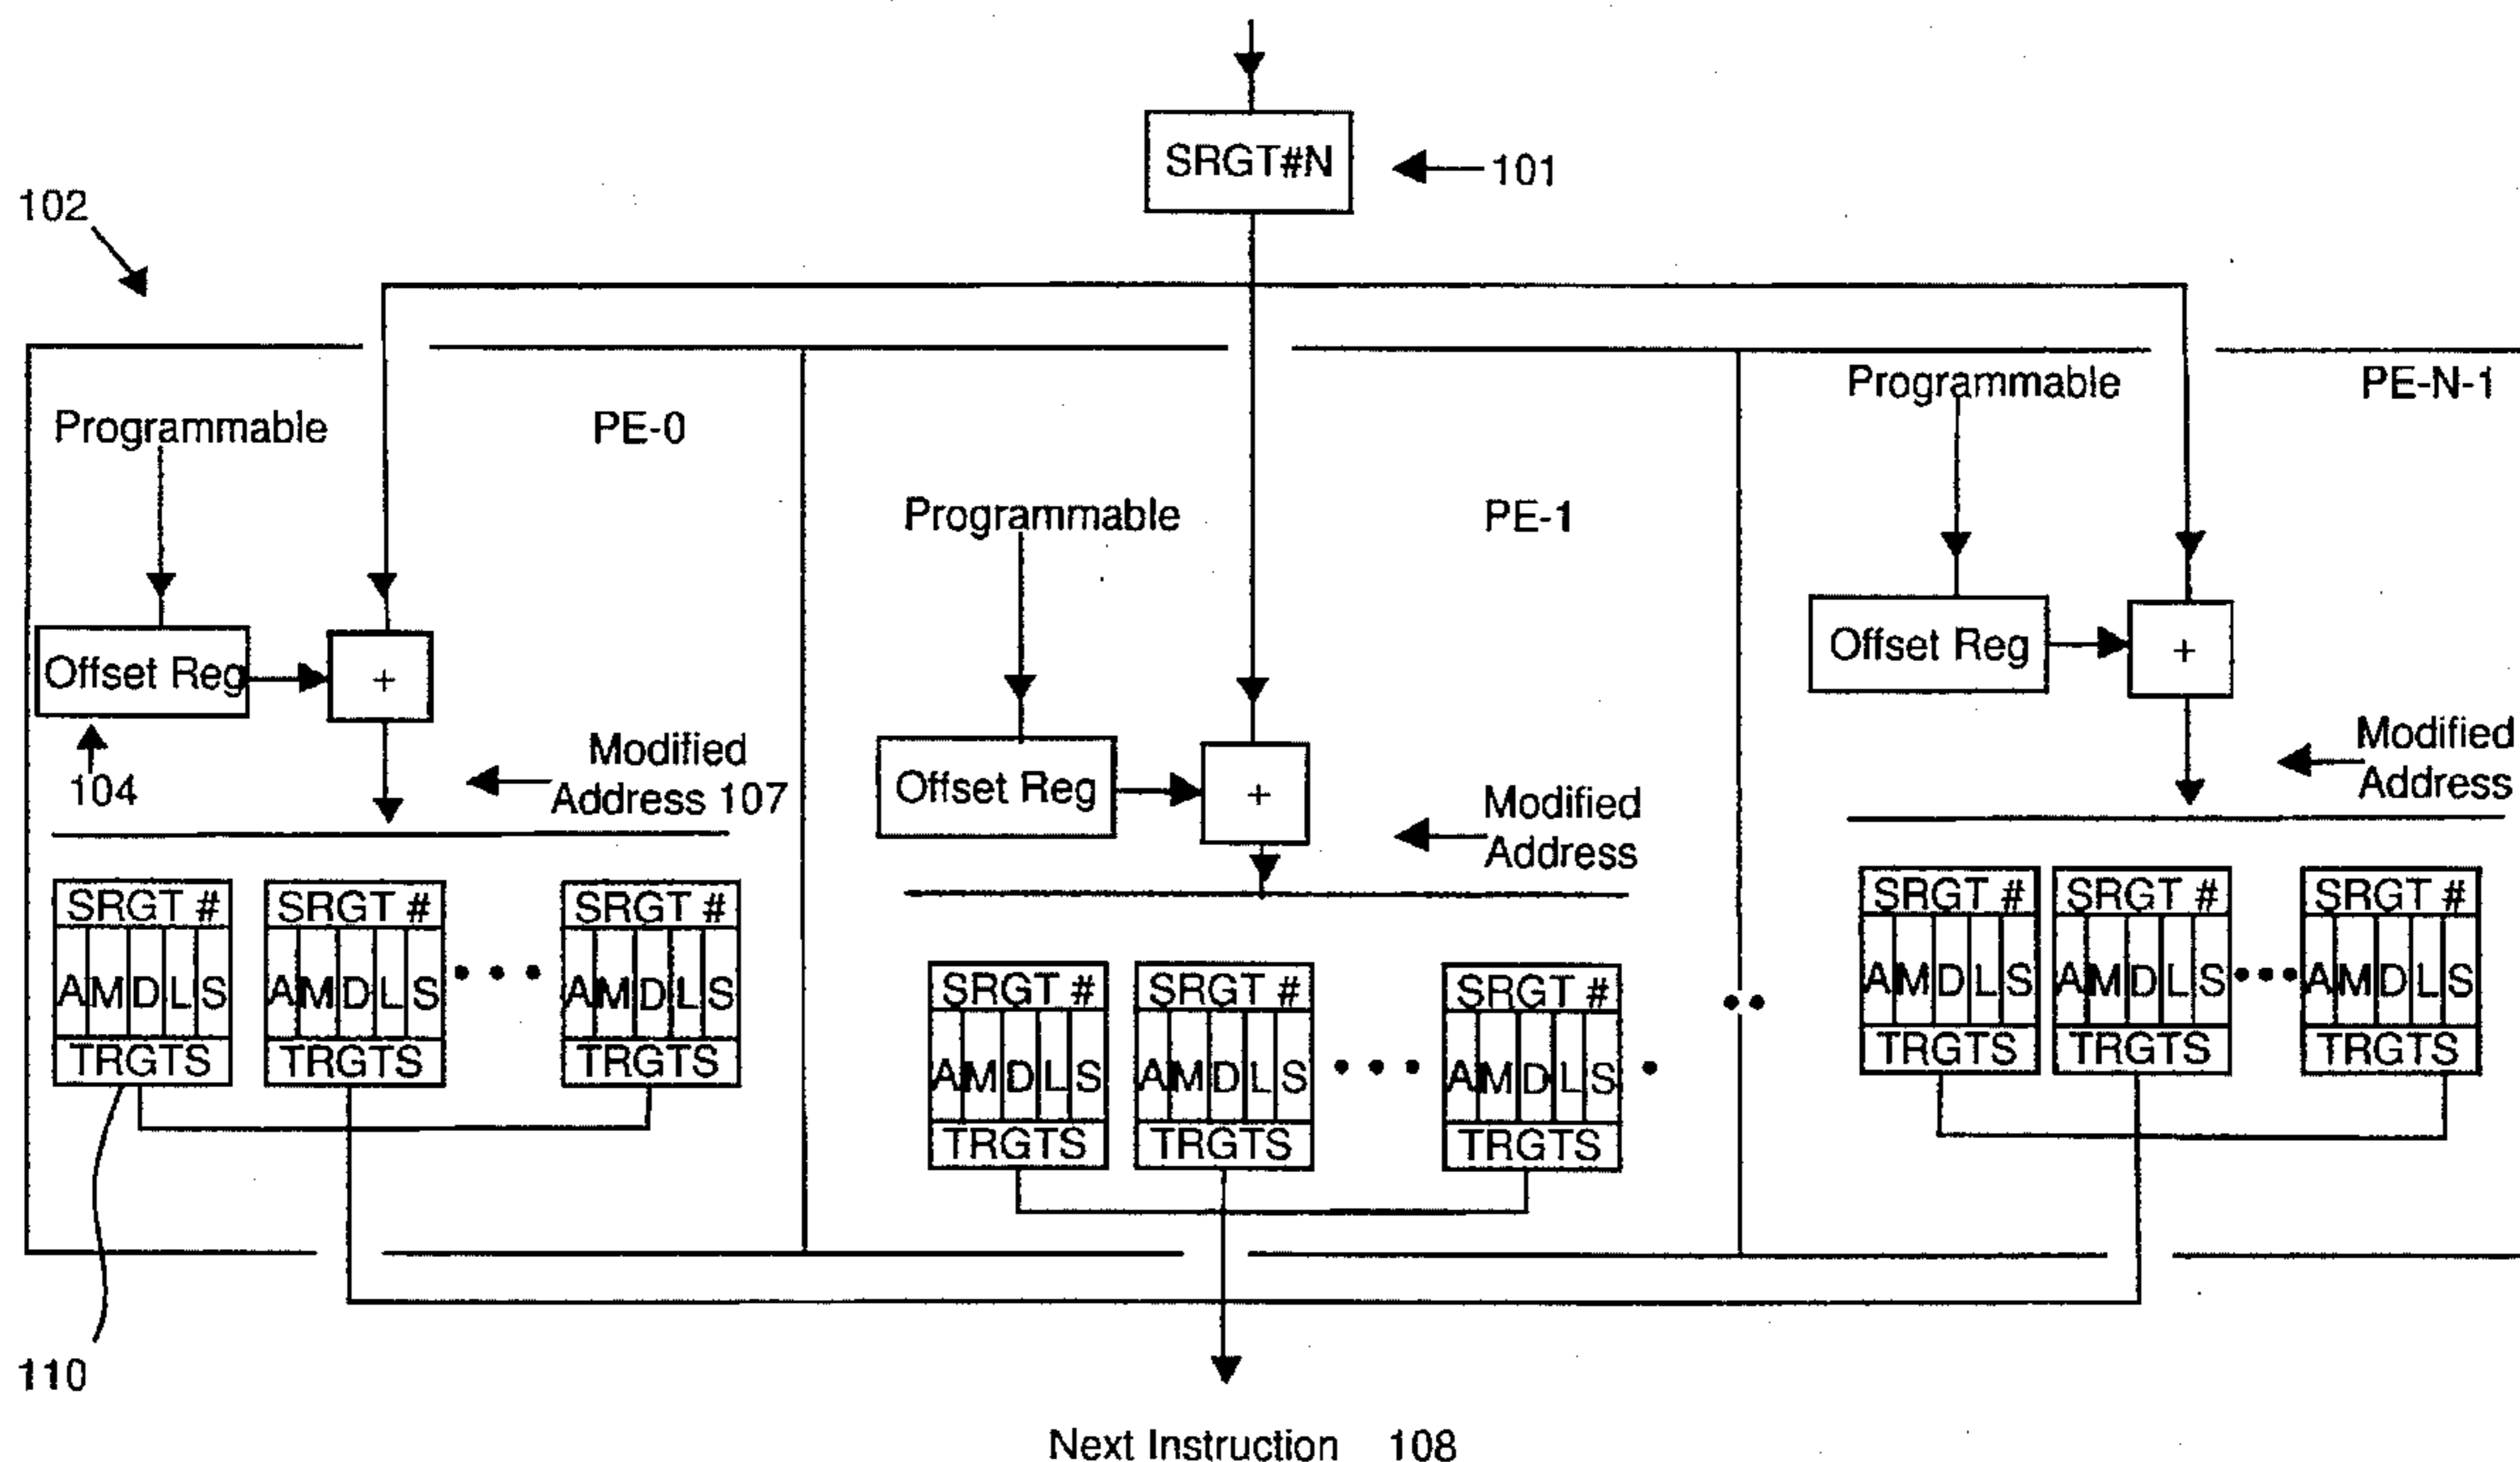 SRGT#N
101
102
Programmable
PE-0
Offset Reg
+
104
Modified
Address 107
SRGT #
A M D L S
TRGTS
SRGT #
A M D L S
TRGTS
SRGT #
A M D L S
TRGTS
110
Programmable
PE-1
Offset Reg
+
Modified
Address
SRGT #
A M D L S
TRGTS
SRGT #
A M D L S
TRGTS
SRGT #
A M D L S
TRGTS
Programmable
PE-N-1
Offset Reg
+
Modified
Address
SRGT #
A M D L S
TRGTS
SRGT #
A M D L S
TRGTS
SRGT #
A M D L S
TRGTS
Next Instruction 108